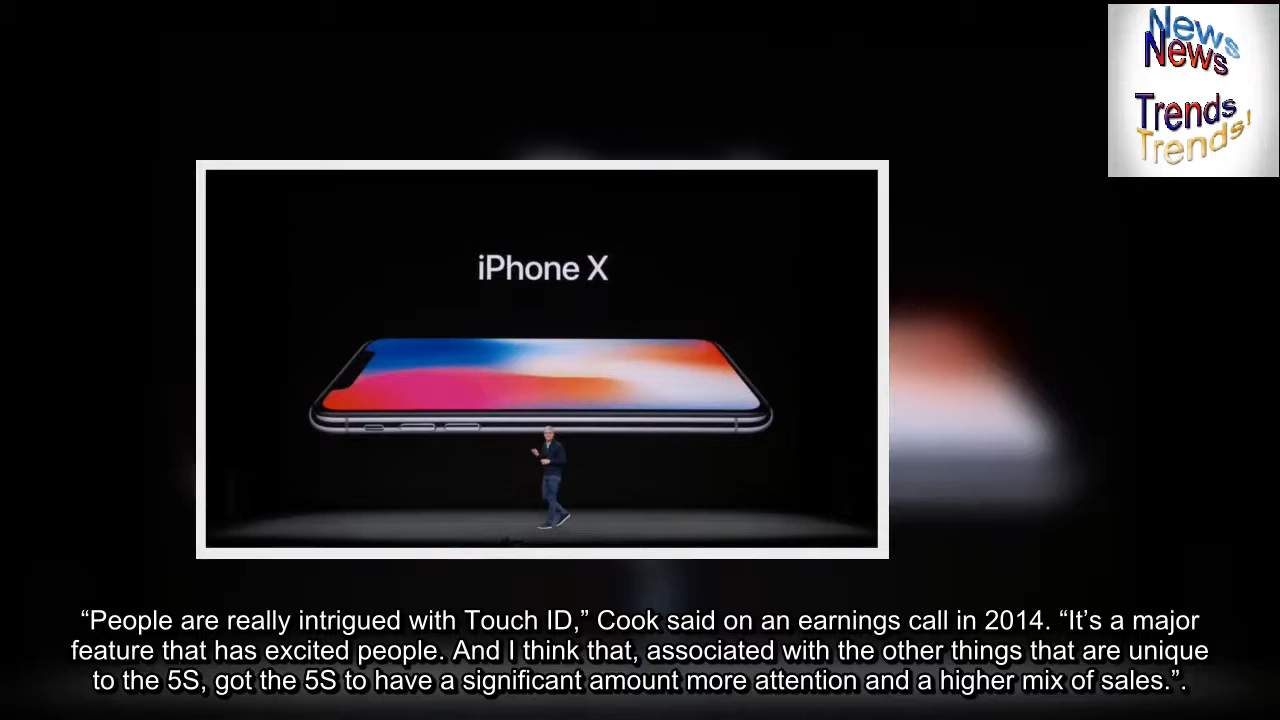 News
News
Trends
Trends!
iPhone X
“People are really intrigued with Touch ID,” Cook said on an earnings call in 2014. “It’s a major
feature that has excited people. And I think that, associated with the other things that are unique
to the 5S, got the 5S to have a significant amount more attention and a higher mix of sales.”.